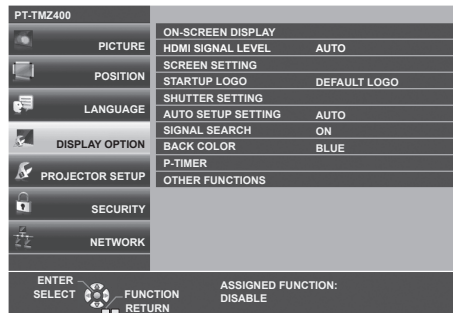 PT-TMZ400
PICTURE
POSITION
LANGUAGE
DISPLAY OPTION
PROJECTOR SETUP
SECURITY
NETWORK
ON-SCREEN DISPLAY
HDMI SIGNAL LEVEL AUTO
SCREEN SETTING
STARTUP LOGO DEFAULT LOGO
SHUTTER SETTING
AUTO SETUP SETTING AUTO
SIGNAL SEARCH ON
BACK COLOR BLUE
P-TIMER
OTHER FUNCTIONS
ENTER
SELECT
FUNCTION
RETURN
ASSIGNED FUNCTION:
DISABLE